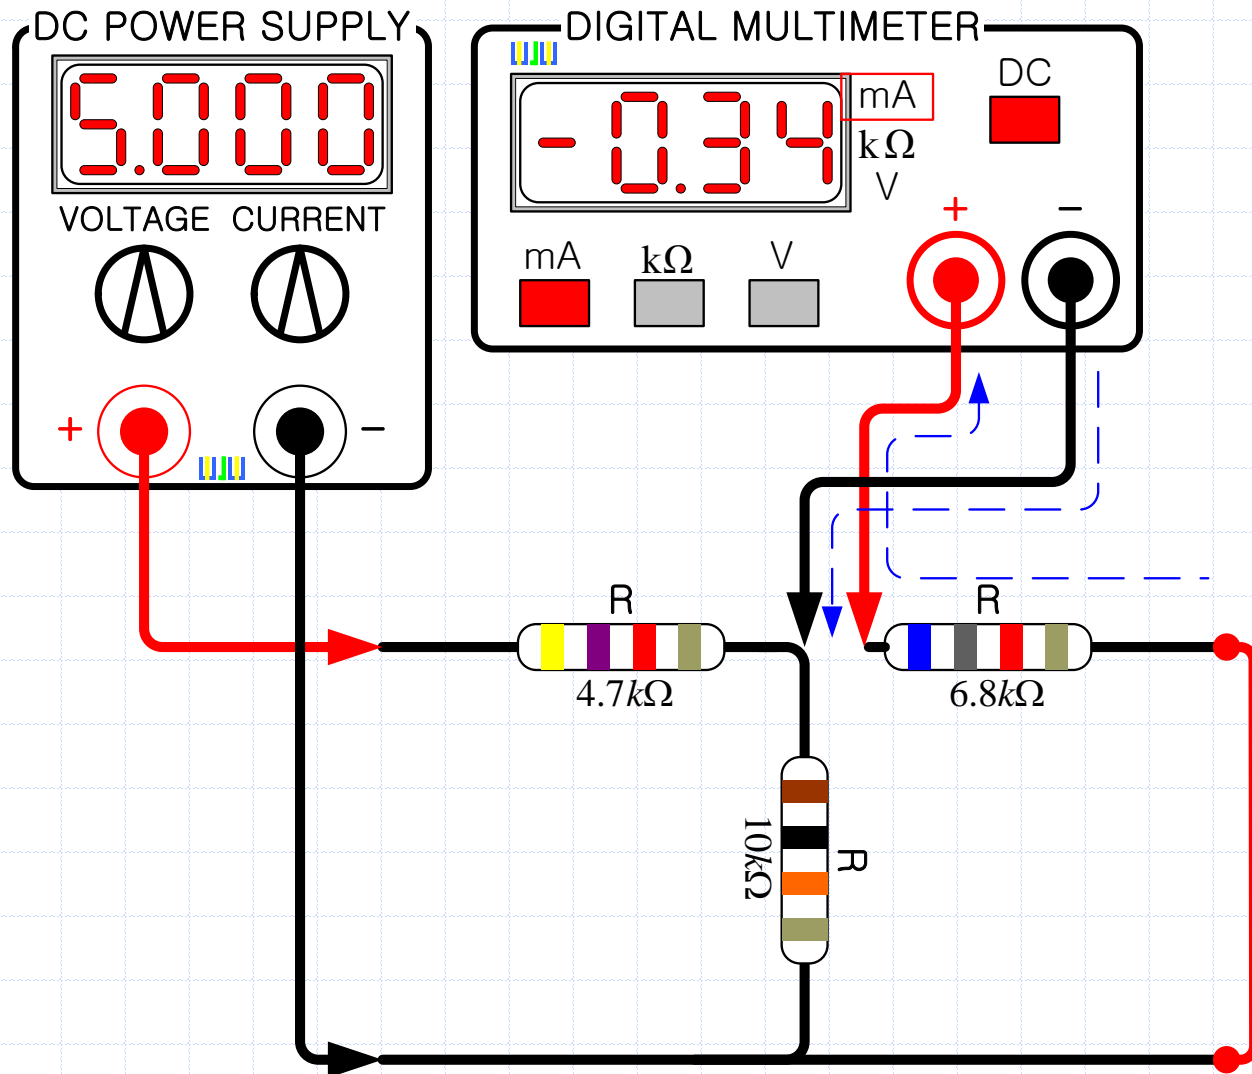 DC POWER SUPPLY
5.000
VOLTAGE CURRENT
+ −
DIGITAL MULTIMETER
-0.34
mA
kΩ
V
DC
+ −
mA kΩ V
R
4.7kΩ
R
6.8kΩ
R
10kΩ